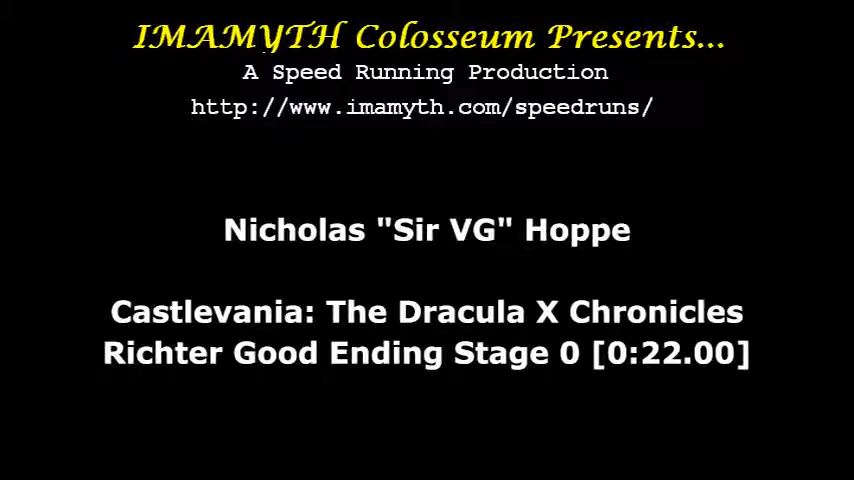 IMAMYTH Colosseum Presents...
A Speed Running Production
http://www.imamyth.com/speedruns/
Nicholas "Sir VG" Hoppe
Castlevania: The Dracula X Chronicles
Richter Good Ending Stage 0 [0:22.00]